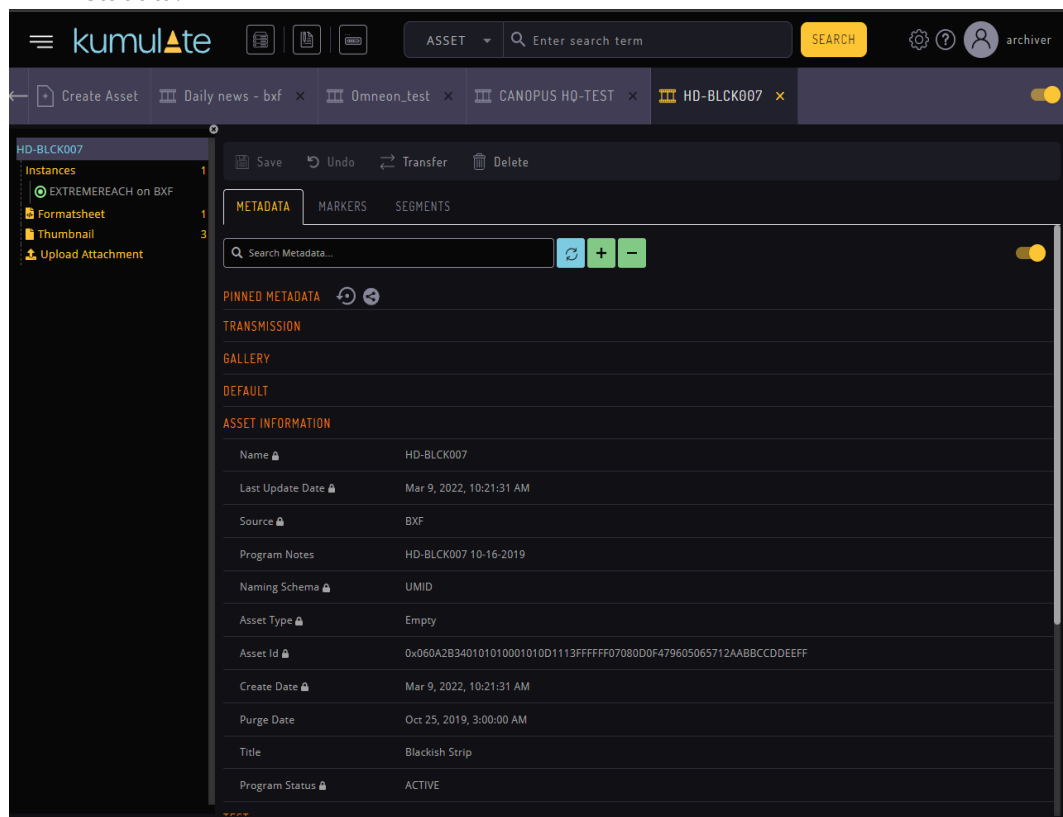 kumulate
ASSET
Enter search term
SEARCH
archiver
Create Asset
Daily news - bxf
Omneon_test
CANOPUS HQ-TEST
HD-BLCK007
HD-BLCK007
Instances 1
EXTREMEREACH on BXF
Formatsheet 1
Thumbnail 3
Upload Attachment
Save Undo Transfer Delete
METADATA MARKERS SEGMENTS
Search Metadata...
PINNED METADATA
TRANSMISSION
GALLERY
DEFAULT
ASSET INFORMATION
Name HD-BLCK007
Last Update Date Mar 9, 2022, 10:21:31 AM
Source BXF
Program Notes HD-BLCK007 10-16-2019
Naming Schema UMID
Asset Type Empty
Asset Id 0x060A2B340101010001010D1113FFFFFF07080D0F479605065712AABBCCDDEEFF
Create Date Mar 9, 2022, 10:21:31 AM
Purge Date Oct 25, 2019, 3:00:00 AM
Title Blackish Strip
Program Status ACTIVE